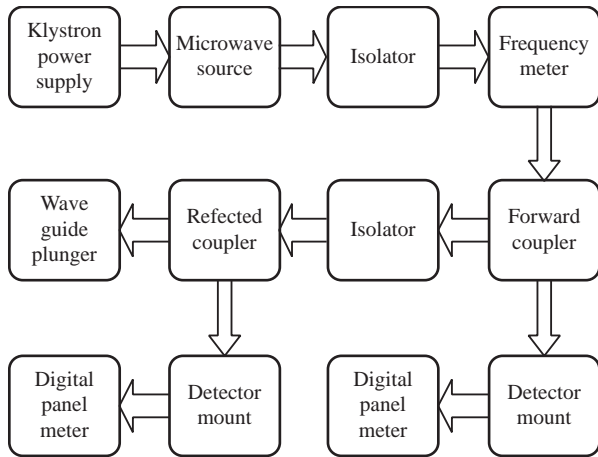 Klystron
power
supply
Microwave
source
Isolator
Frequency
meter
Wave
guide
plunger
Refected
coupler
Isolator
Forward
coupler
Digital
panel
meter
Detector
mount
Digital
panel
meter
Detector
mount